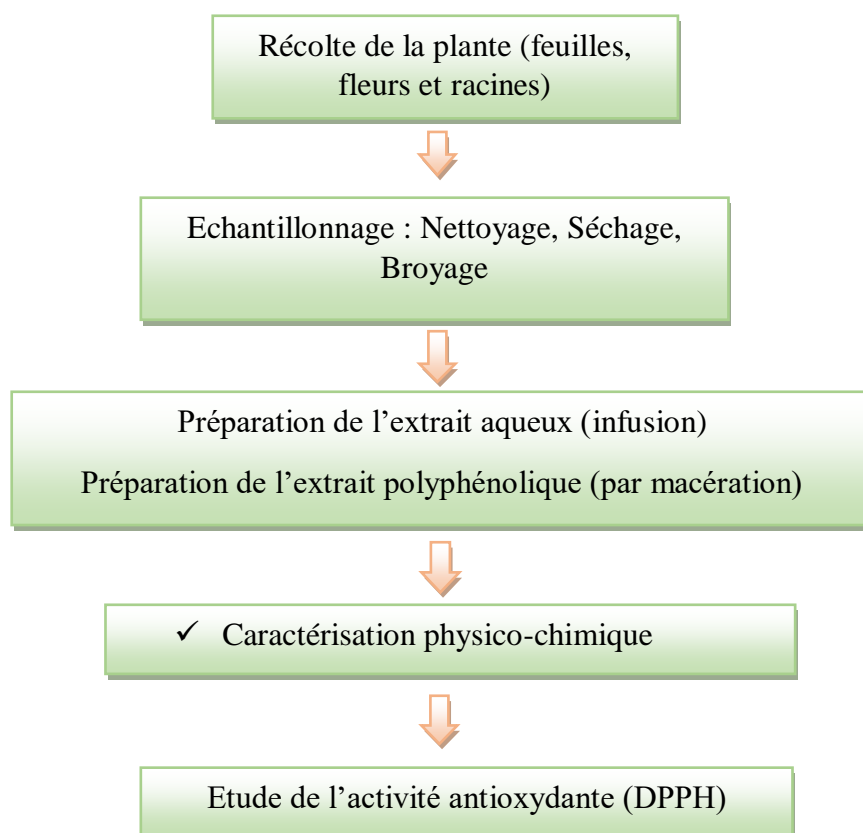 Récolte de la plante (feuilles,
fleurs et racines)
Echantillonnage : Nettoyage, Séchage,
Broyage
Préparation de l’extrait aqueux (infusion)
Préparation de l’extrait polyphénolique (par macération)
✓ Caractérisation physico-chimique
Etude de l’activité antioxydante (DPPH)